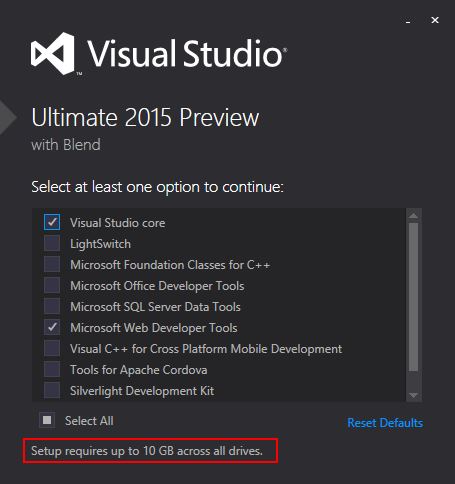 Visual Studio®
Ultimate 2015 Preview
with Blend
Select at least one option to continue:
Visual Studio core
LightSwitch
Microsoft Foundation Classes for C++
Microsoft Office Developer Tools
Microsoft SQL Server Data Tools
Microsoft Web Developer Tools
Visual C++ for Cross Platform Mobile Development
Tools for Apache Cordova
Silverlight Development Kit
Select All
Reset Defaults
Setup requires up to 10 GB across all drives.